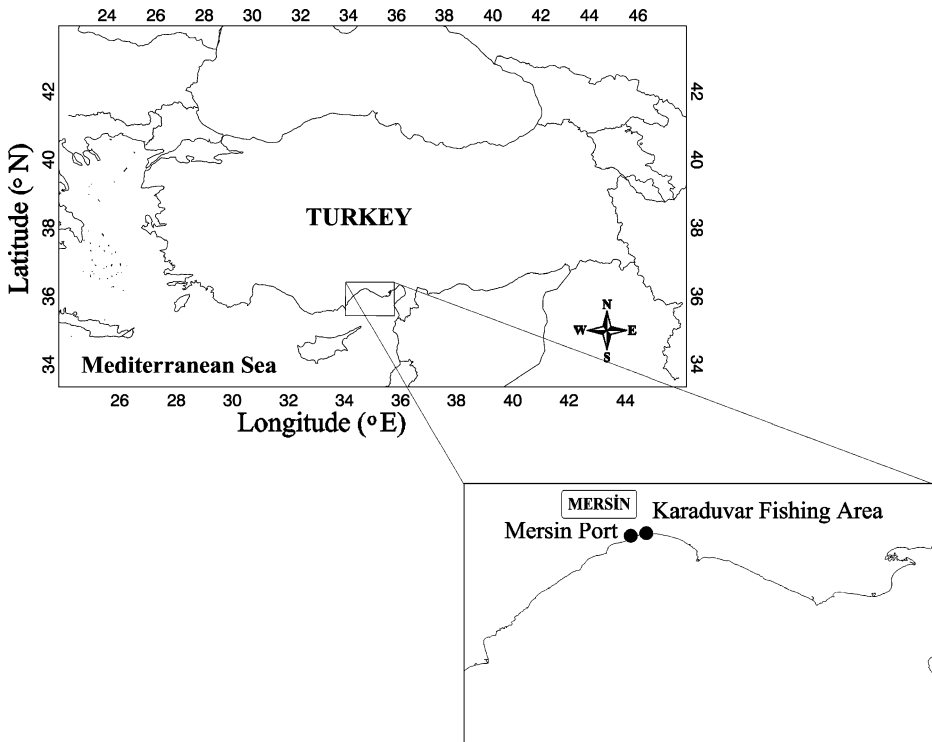 24 26 28 30 32 34 36 38 40 42 44 46
42 42
40 40
38 38
36 36
34 34
Latitude (° N)
TURKEY
N
W E
S
Mediterranean Sea
26 28 30 32 34 36 38 40 42 44
Longitude (° E)
MERSİN
Karaduvar Fishing Area
Mersin Port